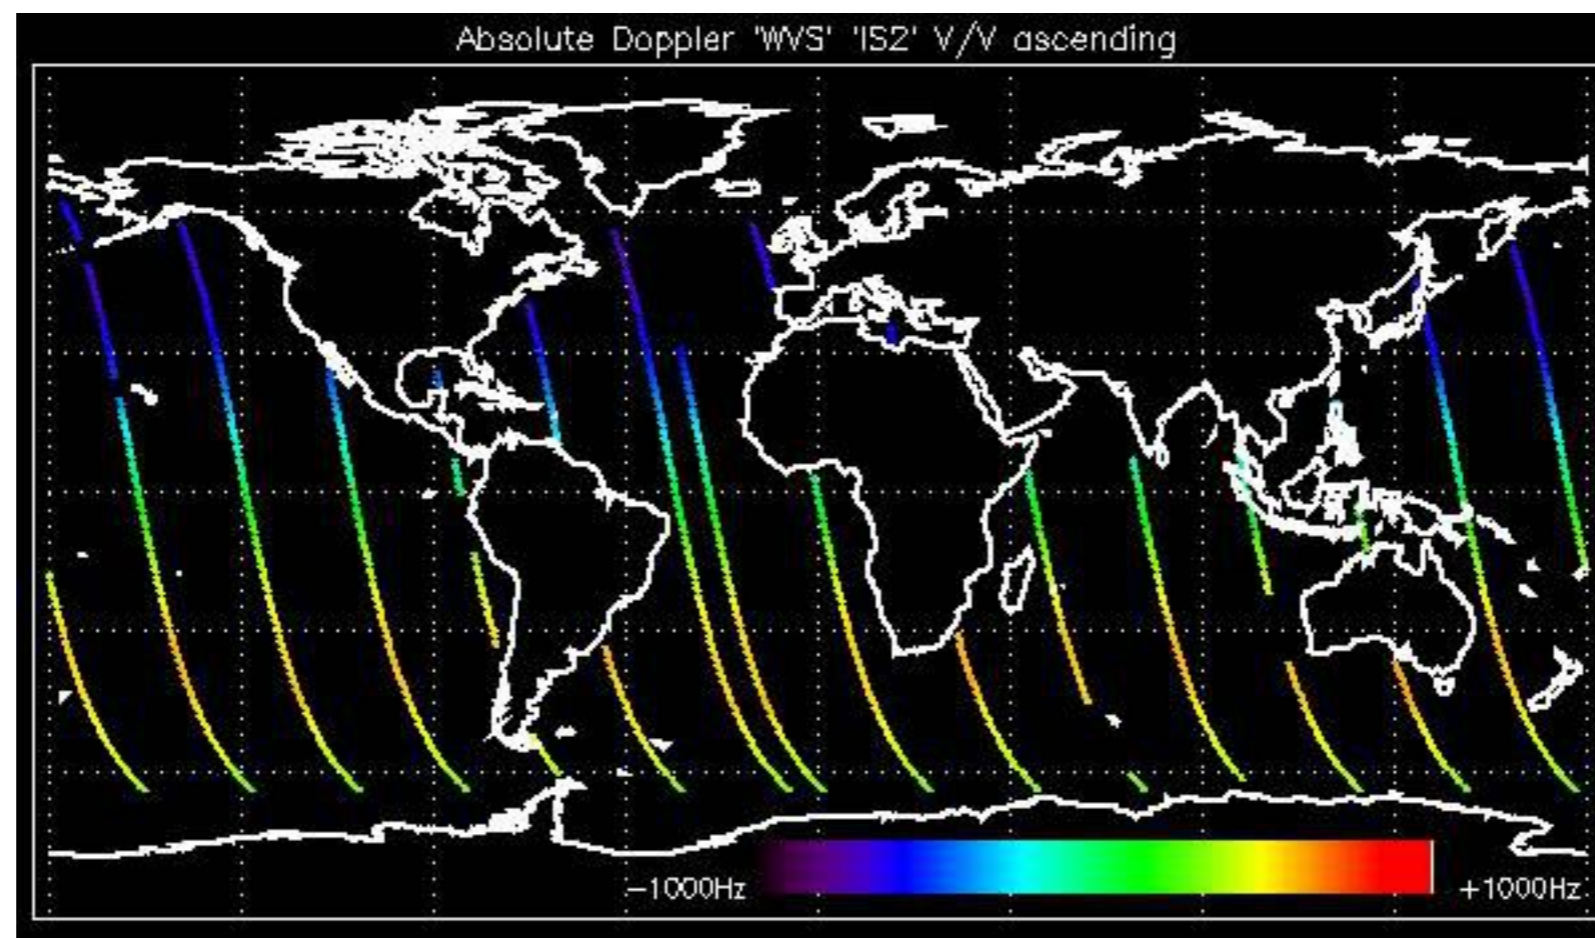 Absolute Doppler 'WVS' 'IS2' V/V ascending
−1000Hz +1000Hz